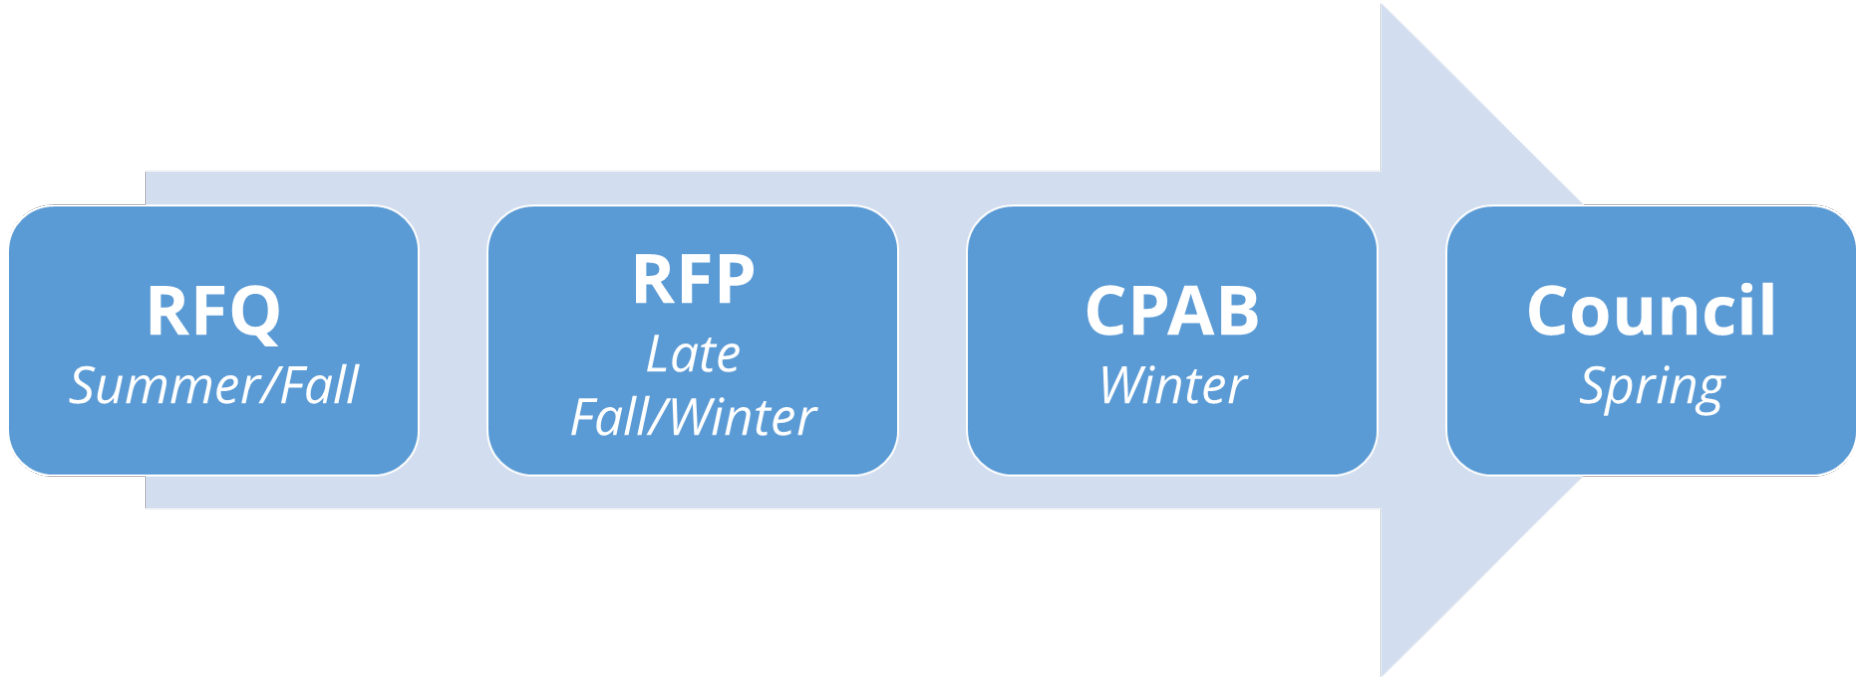 RFQ
Summer/Fall
RFP
Late
Fall/Winter
CPAB
Winter
Council
Spring